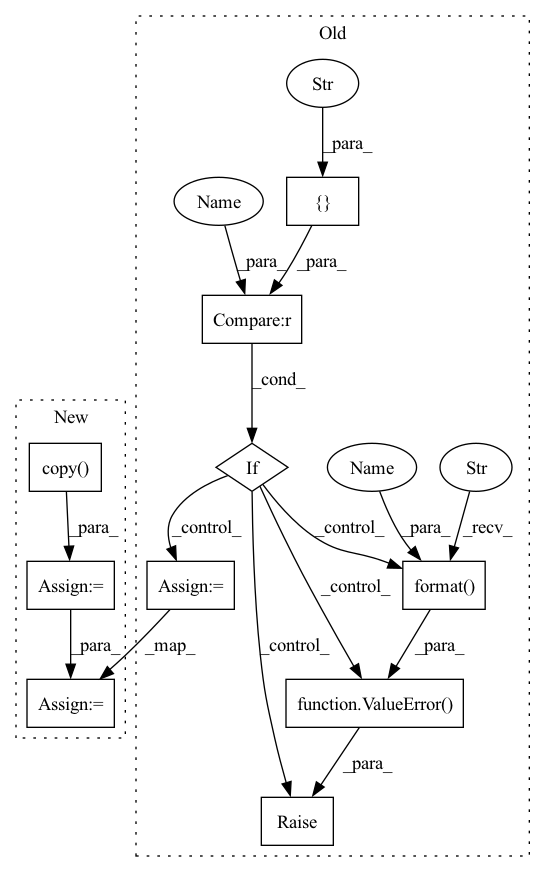 Old
Str
_para_
Name
{}
_para_
_para_
Compare:r
_cond_
New
copy()
If
Name
Str
_para_
_control_
_control_
_para_
_recv_
Assign:=
Assign:=
_control_
format()
_para_
_map_
_control_
_para_
Assign:=
function.ValueError()
_para_
Raise